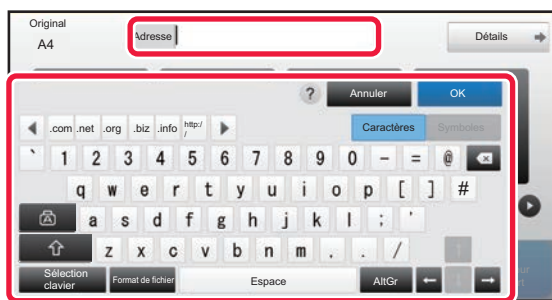 Original
A4
Adresse
Détails
?
Annuler
OK
.com .net .org .biz .info http:/
/
Caractères
Symboles
` 1 2 3 4 5 6 7 8 9 0 - = @
q w e r t y u i o p [ ] #
a s d f g h j k l ; '
z x c v b n m . . /
Sélection
clavier
Format de fichier
Espace
AltGr